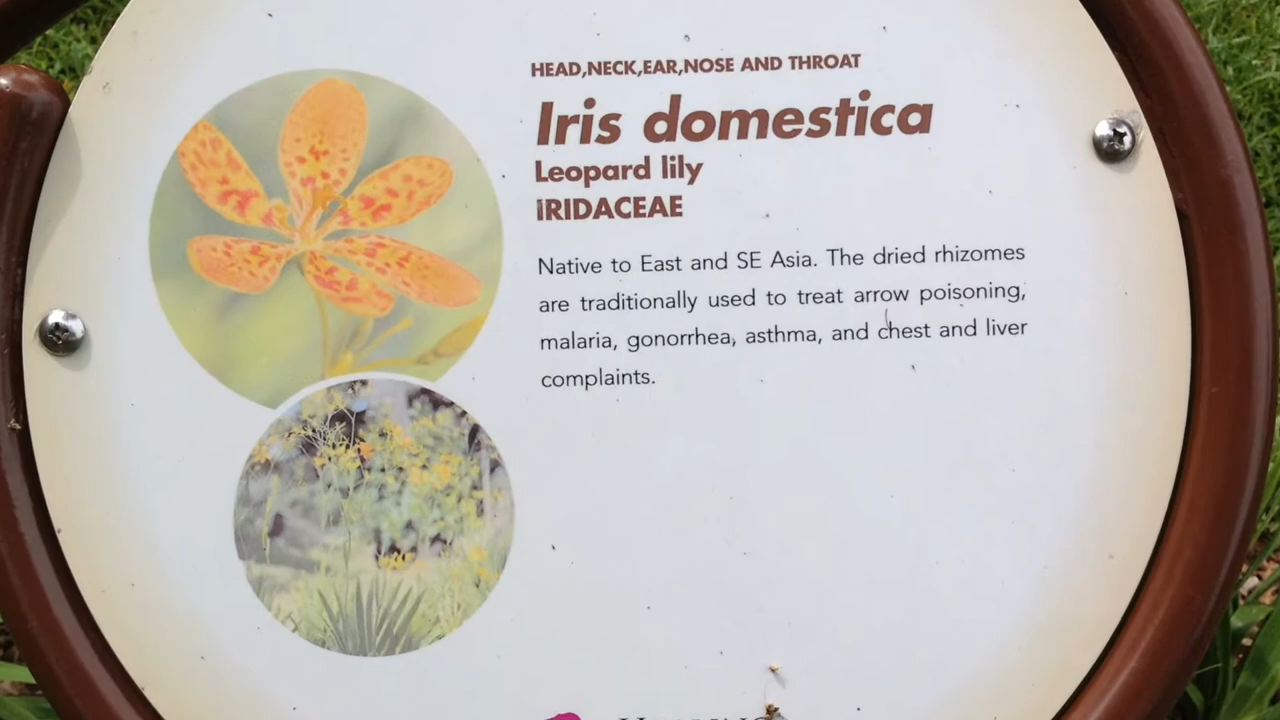 HEAD,NECK,EAR,NOSE AND THROAT
Iris domestica
Leopard lily
IRIDACEAE
Native to East and SE Asia. The dried rhizomes
are traditionally used to treat arrow poisoning,
malaria, gonorrhea, asthma, and chest and liver
complaints.